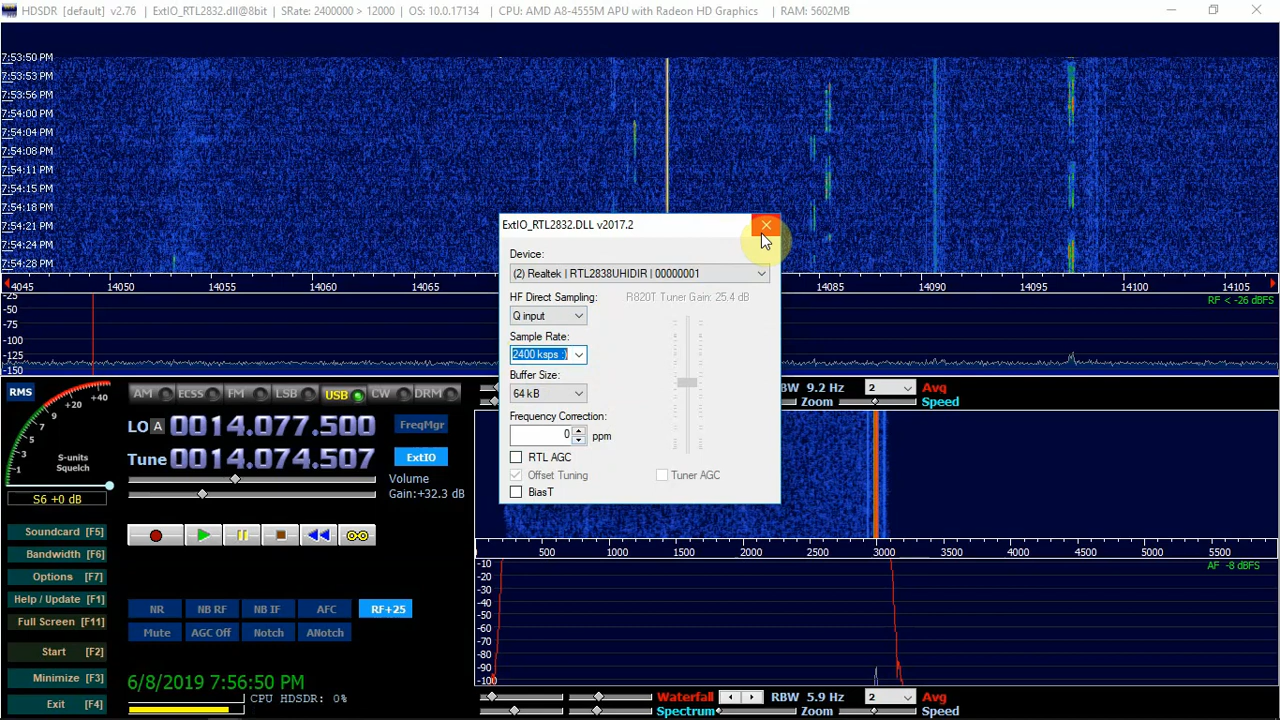 HDSDR [default] v2.76 | ExtIO_RTL2832.dll@8bit | SRate: 2400000 > 12000 | OS: 10.0.17134 | CPU: AMD A8-4555M APU with Radeon HD Graphics | RAM: 5602MB
7:53:50 PM
7:53:53 PM
7:53:56 PM
7:54:00 PM
7:54:04 PM
7:54:08 PM
7:54:11 PM
7:54:15 PM
7:54:18 PM
7:54:21 PM
7:54:24 PM
7:54:28 PM
4045 14050 14055 14060 14065 14085 14090 14095 14100 14105
-25
-50
-75
-100
-125
-150
RF < -26 dBFS
ExtIO_RTL2832.DLL v2017.2
Device:
(2) Realtek | RTL2838UHIDIR | 00000001
HF Direct Sampling:
R820T Tuner Gain: 25.4 dB
Q input
Sample Rate:
2400 ksps :)
Buffer Size:
64 kB
Frequency Correction:
0 ppm
RTL AGC
Offset Tuning
Tuner AGC
BiasT
RMS
+40
+20
9
7
5
3
1
S-units
Squelch
S6 +0 dB
AM ECSS FM LSB USB CW DRM
LO A 0014.077.500 FreqMgr
Tune 0014.074.507 ExtIO
Volume
Gain:+32.3 dB
RBW 9.2 Hz 2 Avg
Zoom Speed
Soundcard [F5]
Bandwidth [F6]
Options [F7]
Help / Update [F1]
Full Screen [F11]
Start [F2]
Minimize [F3]
Exit [F4]
NR NB RF NB IF AFC RF+25
Mute AGC Off Notch ANotch
6/8/2019 7:56:50 PM
CPU HDSDR: 0%
500 1000 1500 2000 2500 3000 3500 4000 4500 5000 5500
AF -8 dBFS
-10
-20
-30
-40
-50
-60
-70
-80
-90
-100
Waterfall RBW 5.9 Hz 2 Avg
Spectrum Zoom Speed